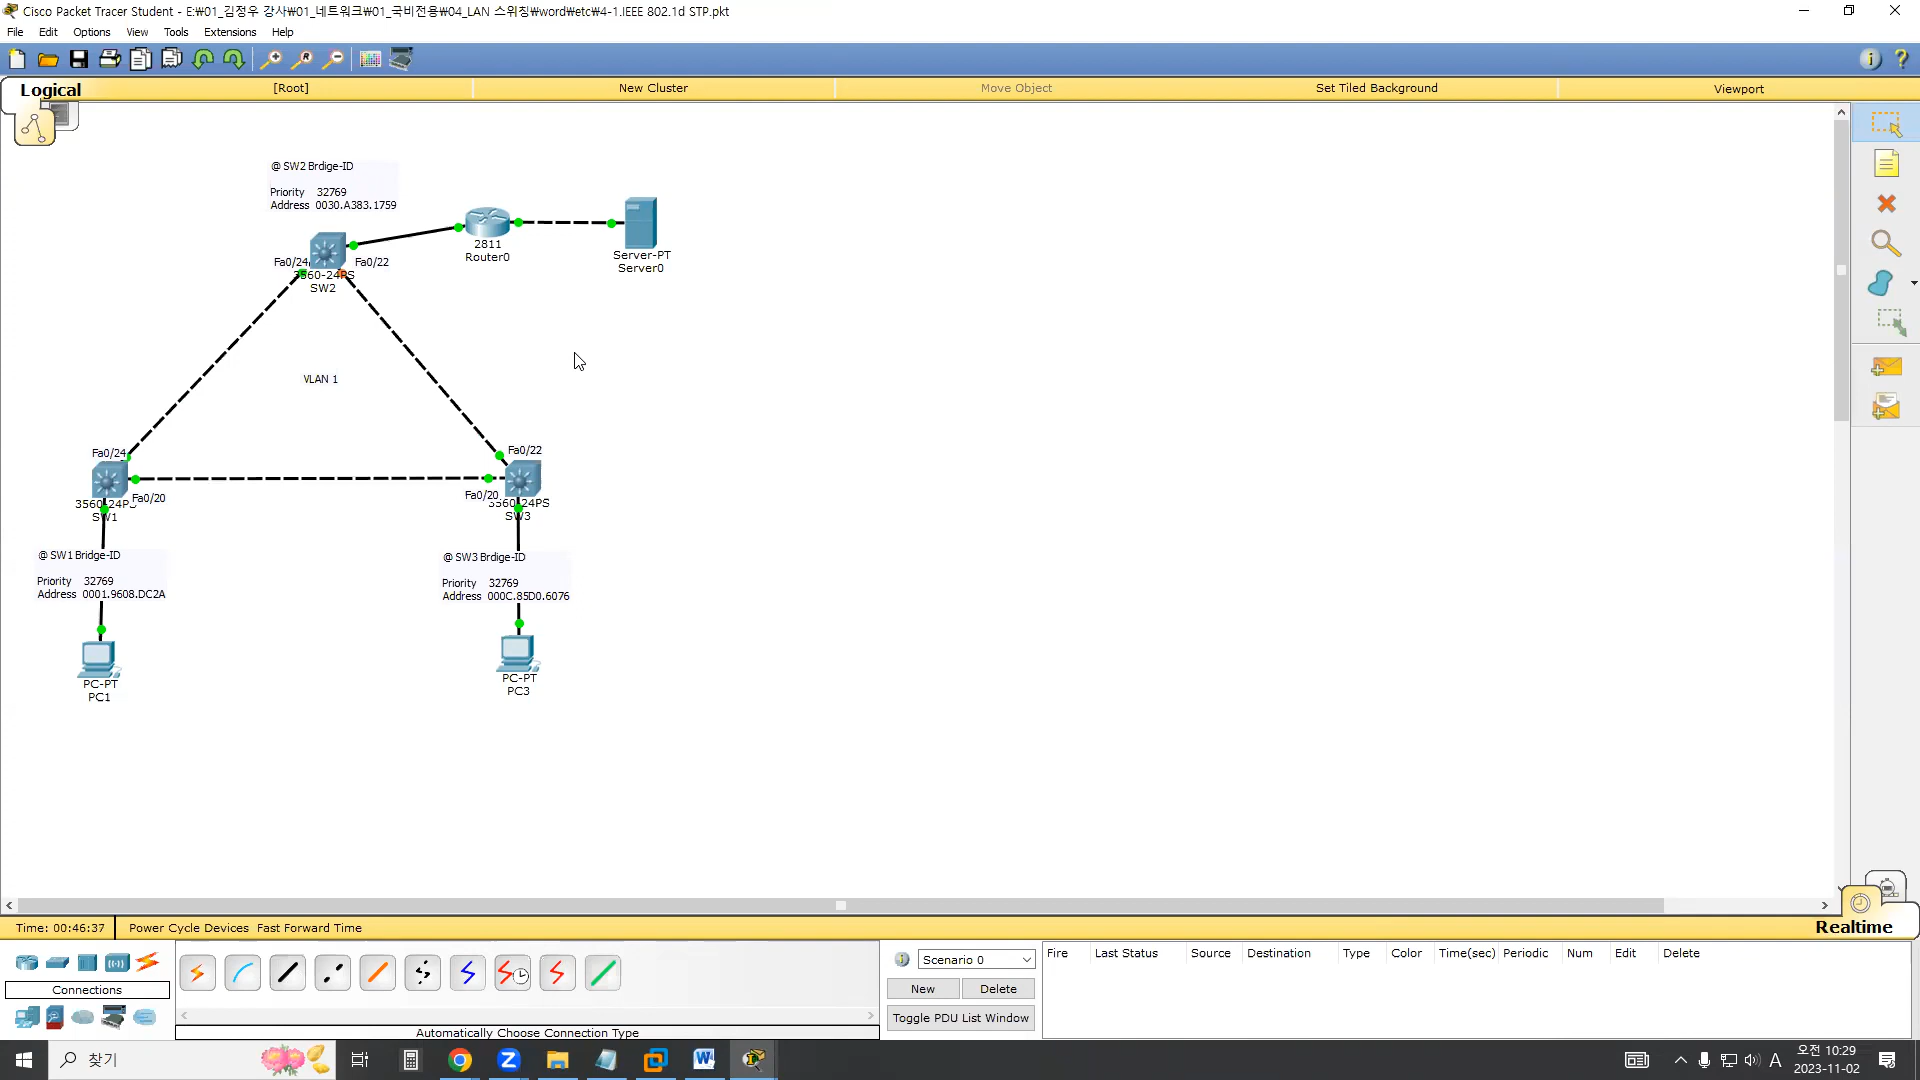 Cisco Packet Tracer Student - E:₩01_김정우 강사₩01_네트워크₩01_국비전용₩04_LAN 스위칭₩word₩etc₩4-1.IEEE 802.1d STP.pkt
File Edit Options View Tools Extensions Help
Logical [Root] New Cluster Move Object Set Tiled Background Viewport
@ SW2 Brdige-ID
Priority 32769
Address 0030.A383.1759
2811
Router0
Server-PT
Server0
Fa0/24
Fa0/22
3560-24PS
SW2
VLAN 1
Fa0/24
Fa0/22
Fa0/20
Fa0/20
3560-24PS
SW1
3560-24PS
SW3
@ SW1 Bridge-ID
Priority 32769
Address 0001.9608.DC2A
@ SW3 Brdige-ID
Priority 32769
Address 000C.85D0.6076
PC-PT
PC1
PC-PT
PC3
Time: 00:46:37 Power Cycle Devices Fast Forward Time
Realtime
Connections
Automatically Choose Connection Type
Scenario 0
New Delete
Toggle PDU List Window
Fire Last Status Source Destination Type Color Time(sec) Periodic Num Edit Delete
찾기
A
오전 10:29
2023-11-02